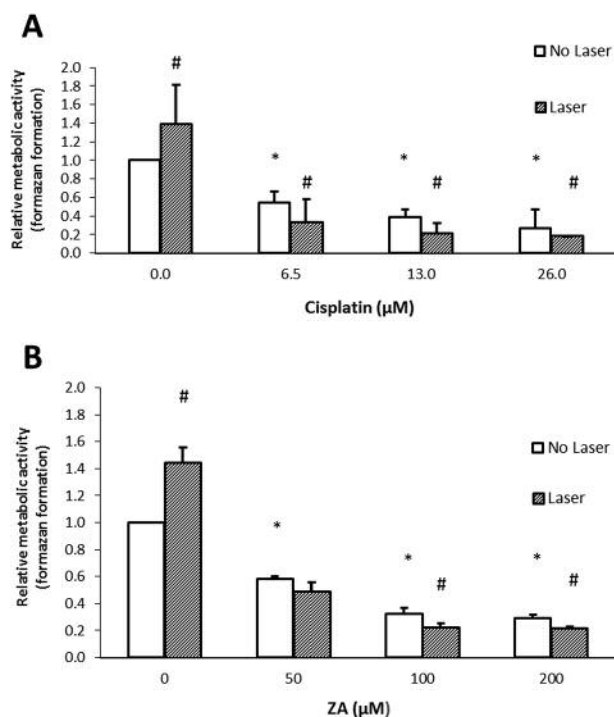 A
Relative metabolic activity
(formazan formation)
2.0
1.8
1.6
1.4
1.2
1.0
0.8
0.6
0.4
0.2
0.0
#
*
#
*
#
*
#
No Laser
Laser
0.0 6.5 13.0 26.0
Cisplatin (µM)
B
Relative metabolic activity
(formazan formation)
2.0
1.8
1.6
1.4
1.2
1.0
0.8
0.6
0.4
0.2
0.0
#
*
*
#
*
#
No Laser
Laser
0 50 100 200
ZA (µM)